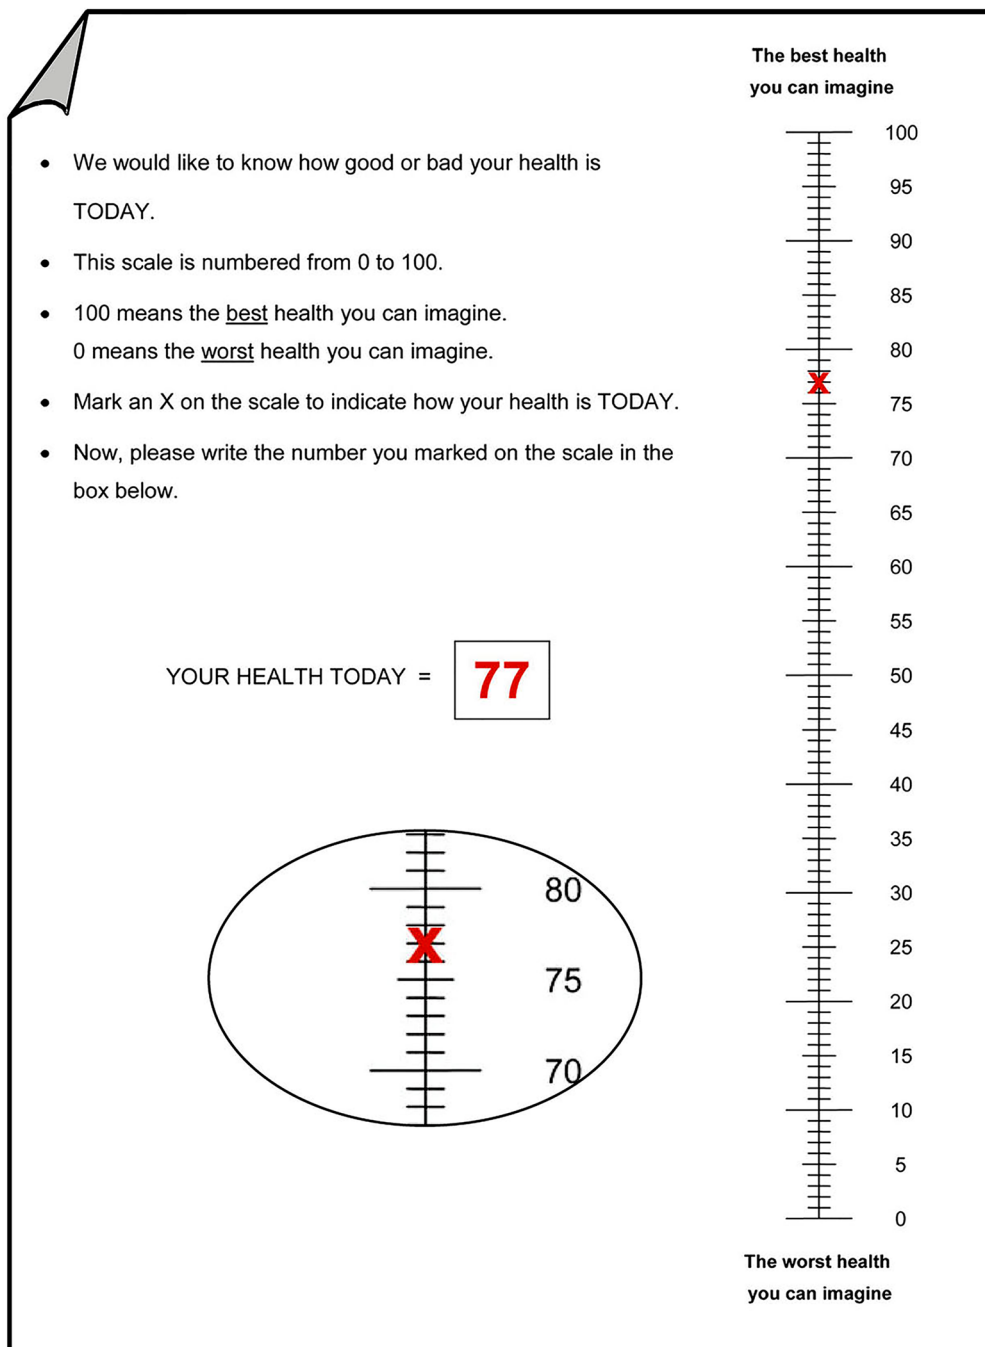 • We would like to know how good or bad your health is
TODAY.
• This scale is numbered from 0 to 100.
• 100 means the best health you can imagine.
0 means the worst health you can imagine.
• Mark an X on the scale to indicate how your health is TODAY.
• Now, please write the number you marked on the scale in the
box below.
YOUR HEALTH TODAY =
77
80
X
75
70
The best health
you can imagine
100
95
90
85
80
X
75
70
65
60
55
50
45
40
35
30
25
20
15
10
5
0
The worst health
you can imagine